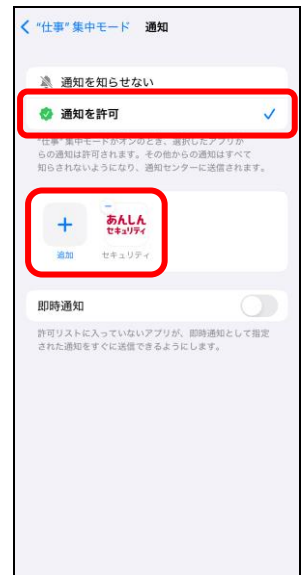 “仕事” 集中モード 通知
通知を知らせない
通知を許可
“仕事” 集中モードがオンのとき、選択したアプリか
らの通知は許可されます。その他からの通知はすべて
知らされないようになり、通知センターに送信されます。
あんしん
セキュリティ
追加 セキュリティ
即時通知
許可リストに入っていないアプリが、即時通知として指定
された通知をすぐに送信できるようにします。